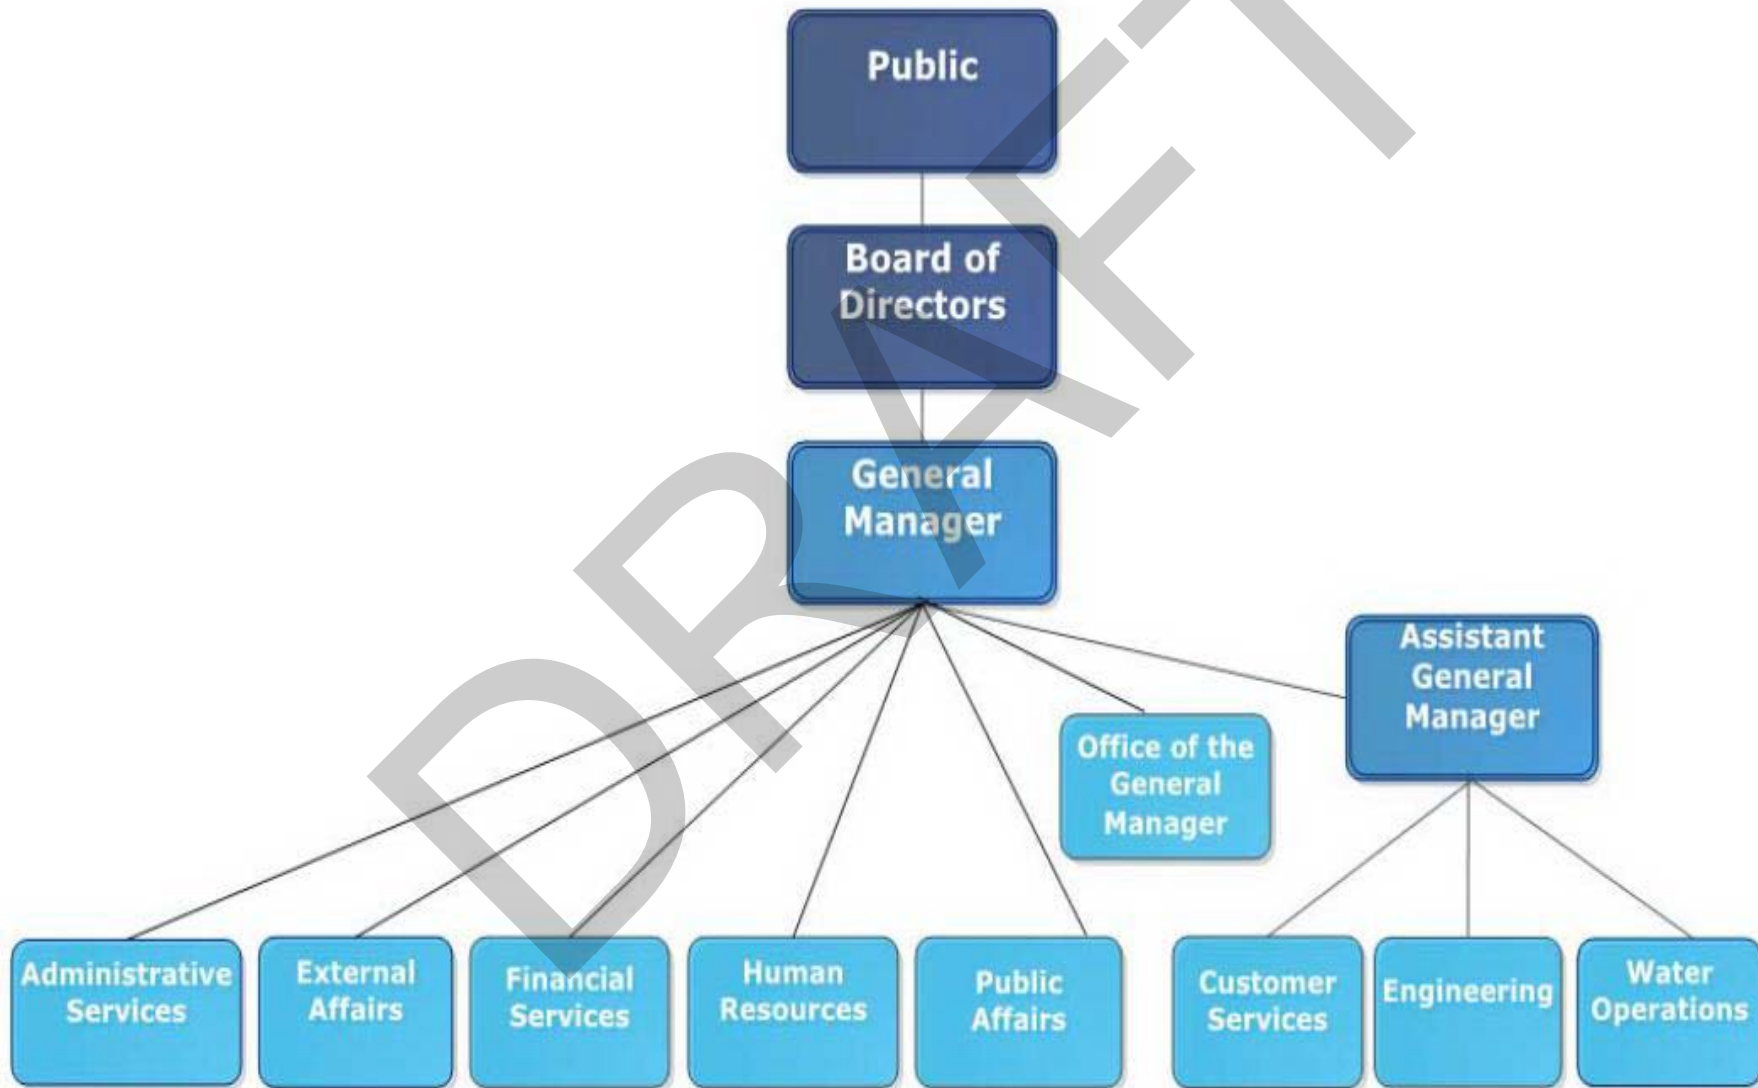 Public
Board of
Directors
General
Manager
Assistant
General
Manager
Office of the
General
Manager
Administrative
Services
External
Affairs
Financial
Services
Human
Resources
Public
Affairs
Customer
Services
Engineering
Water
Operations
DRAFT